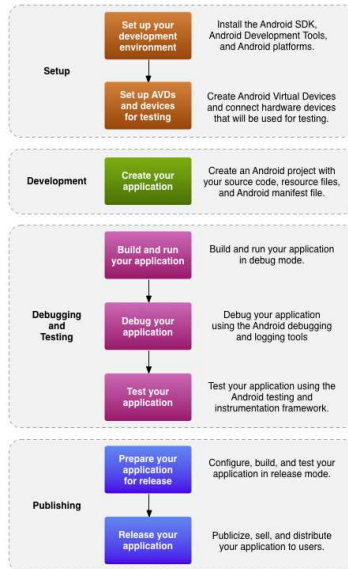 Set up your
development
environment
Install the Android SDK,
Android Development Tools,
and Android platforms.
Setup
Set up AVDs
and devices
for testing
Create Android Virtual Devices
and connect hardware devices
that will be used for testing.
Development
Create your
application
Create an Android project with
your source code, resource files,
and Android manifest file.
Build and run
your application
Build and run your application
in debug mode.
Debugging
and
Testing
Debug your
application
Debug your application
using the Android debugging
and logging tools
Test your
application
Test your application using the
Android testing and
instrumentation framework.
Prepare your
application
for release
Configure, build, and test your
application in release mode.
Publishing
Release your
application
Publicize, sell, and distribute
your application to users.